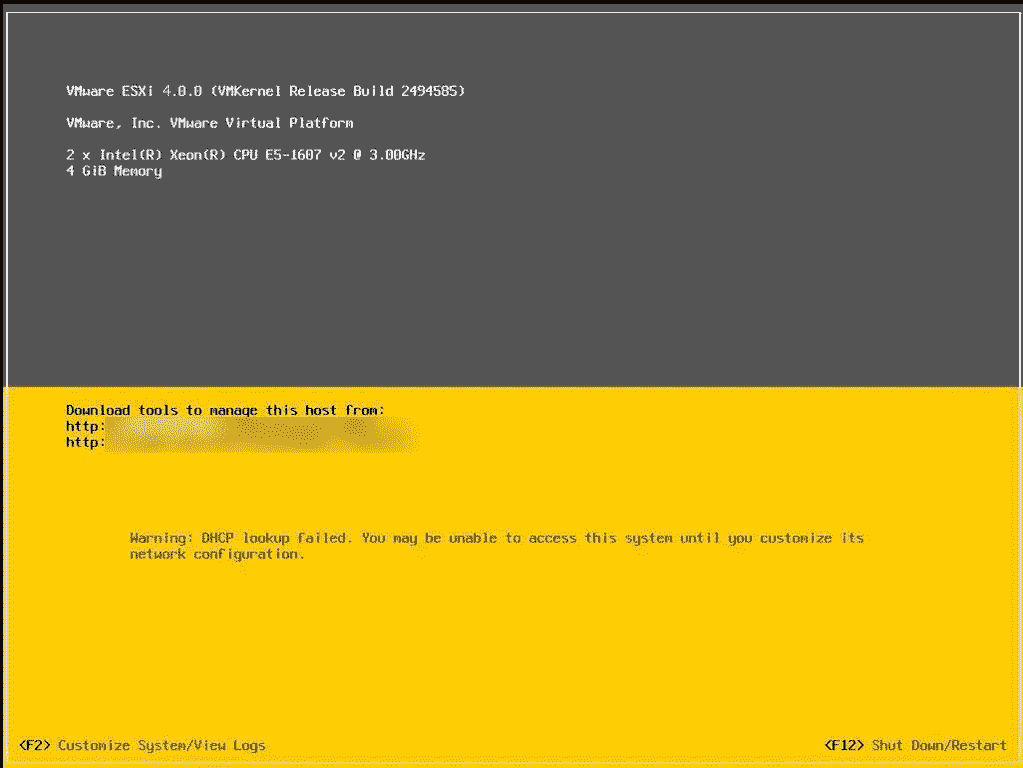 VMware ESXi 4.0.0 (VMKernel Release Build 2494585)
VMware, Inc. VMware Virtual Platform
2 x Intel(R) Xeon(R) CPU E5-1607 v2 @ 3.00GHz
4 GiB Memory
Download tools to manage this host from:
http:
http:
Warning: DHCP lookup failed. You may be unable to access this system until you customize its
network configuration.
<F2> Customize System/View Logs
<F12> Shut Down/Restart